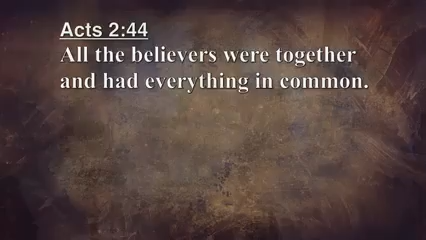 Acts 2:44
All the believers were together
and had everything in common.